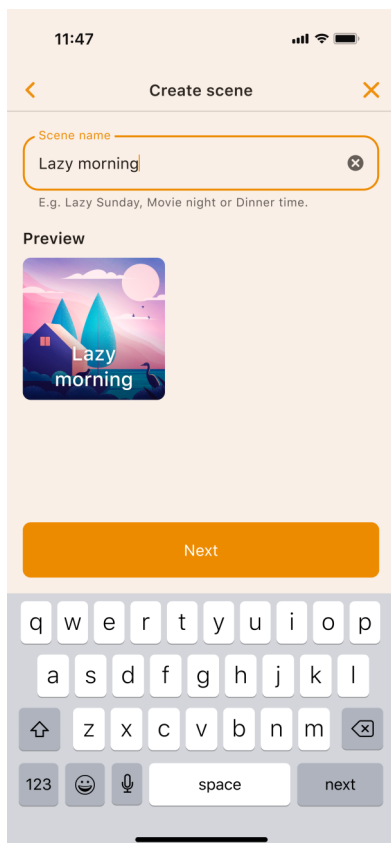 11:47
Create scene
Scene name
Lazy morning
E.g. Lazy Sunday, Movie night or Dinner time.
Preview
Lazy
morning
Next
q w e r t y u i o p
a s d f g h j k l
z x c v b n m
123 space next